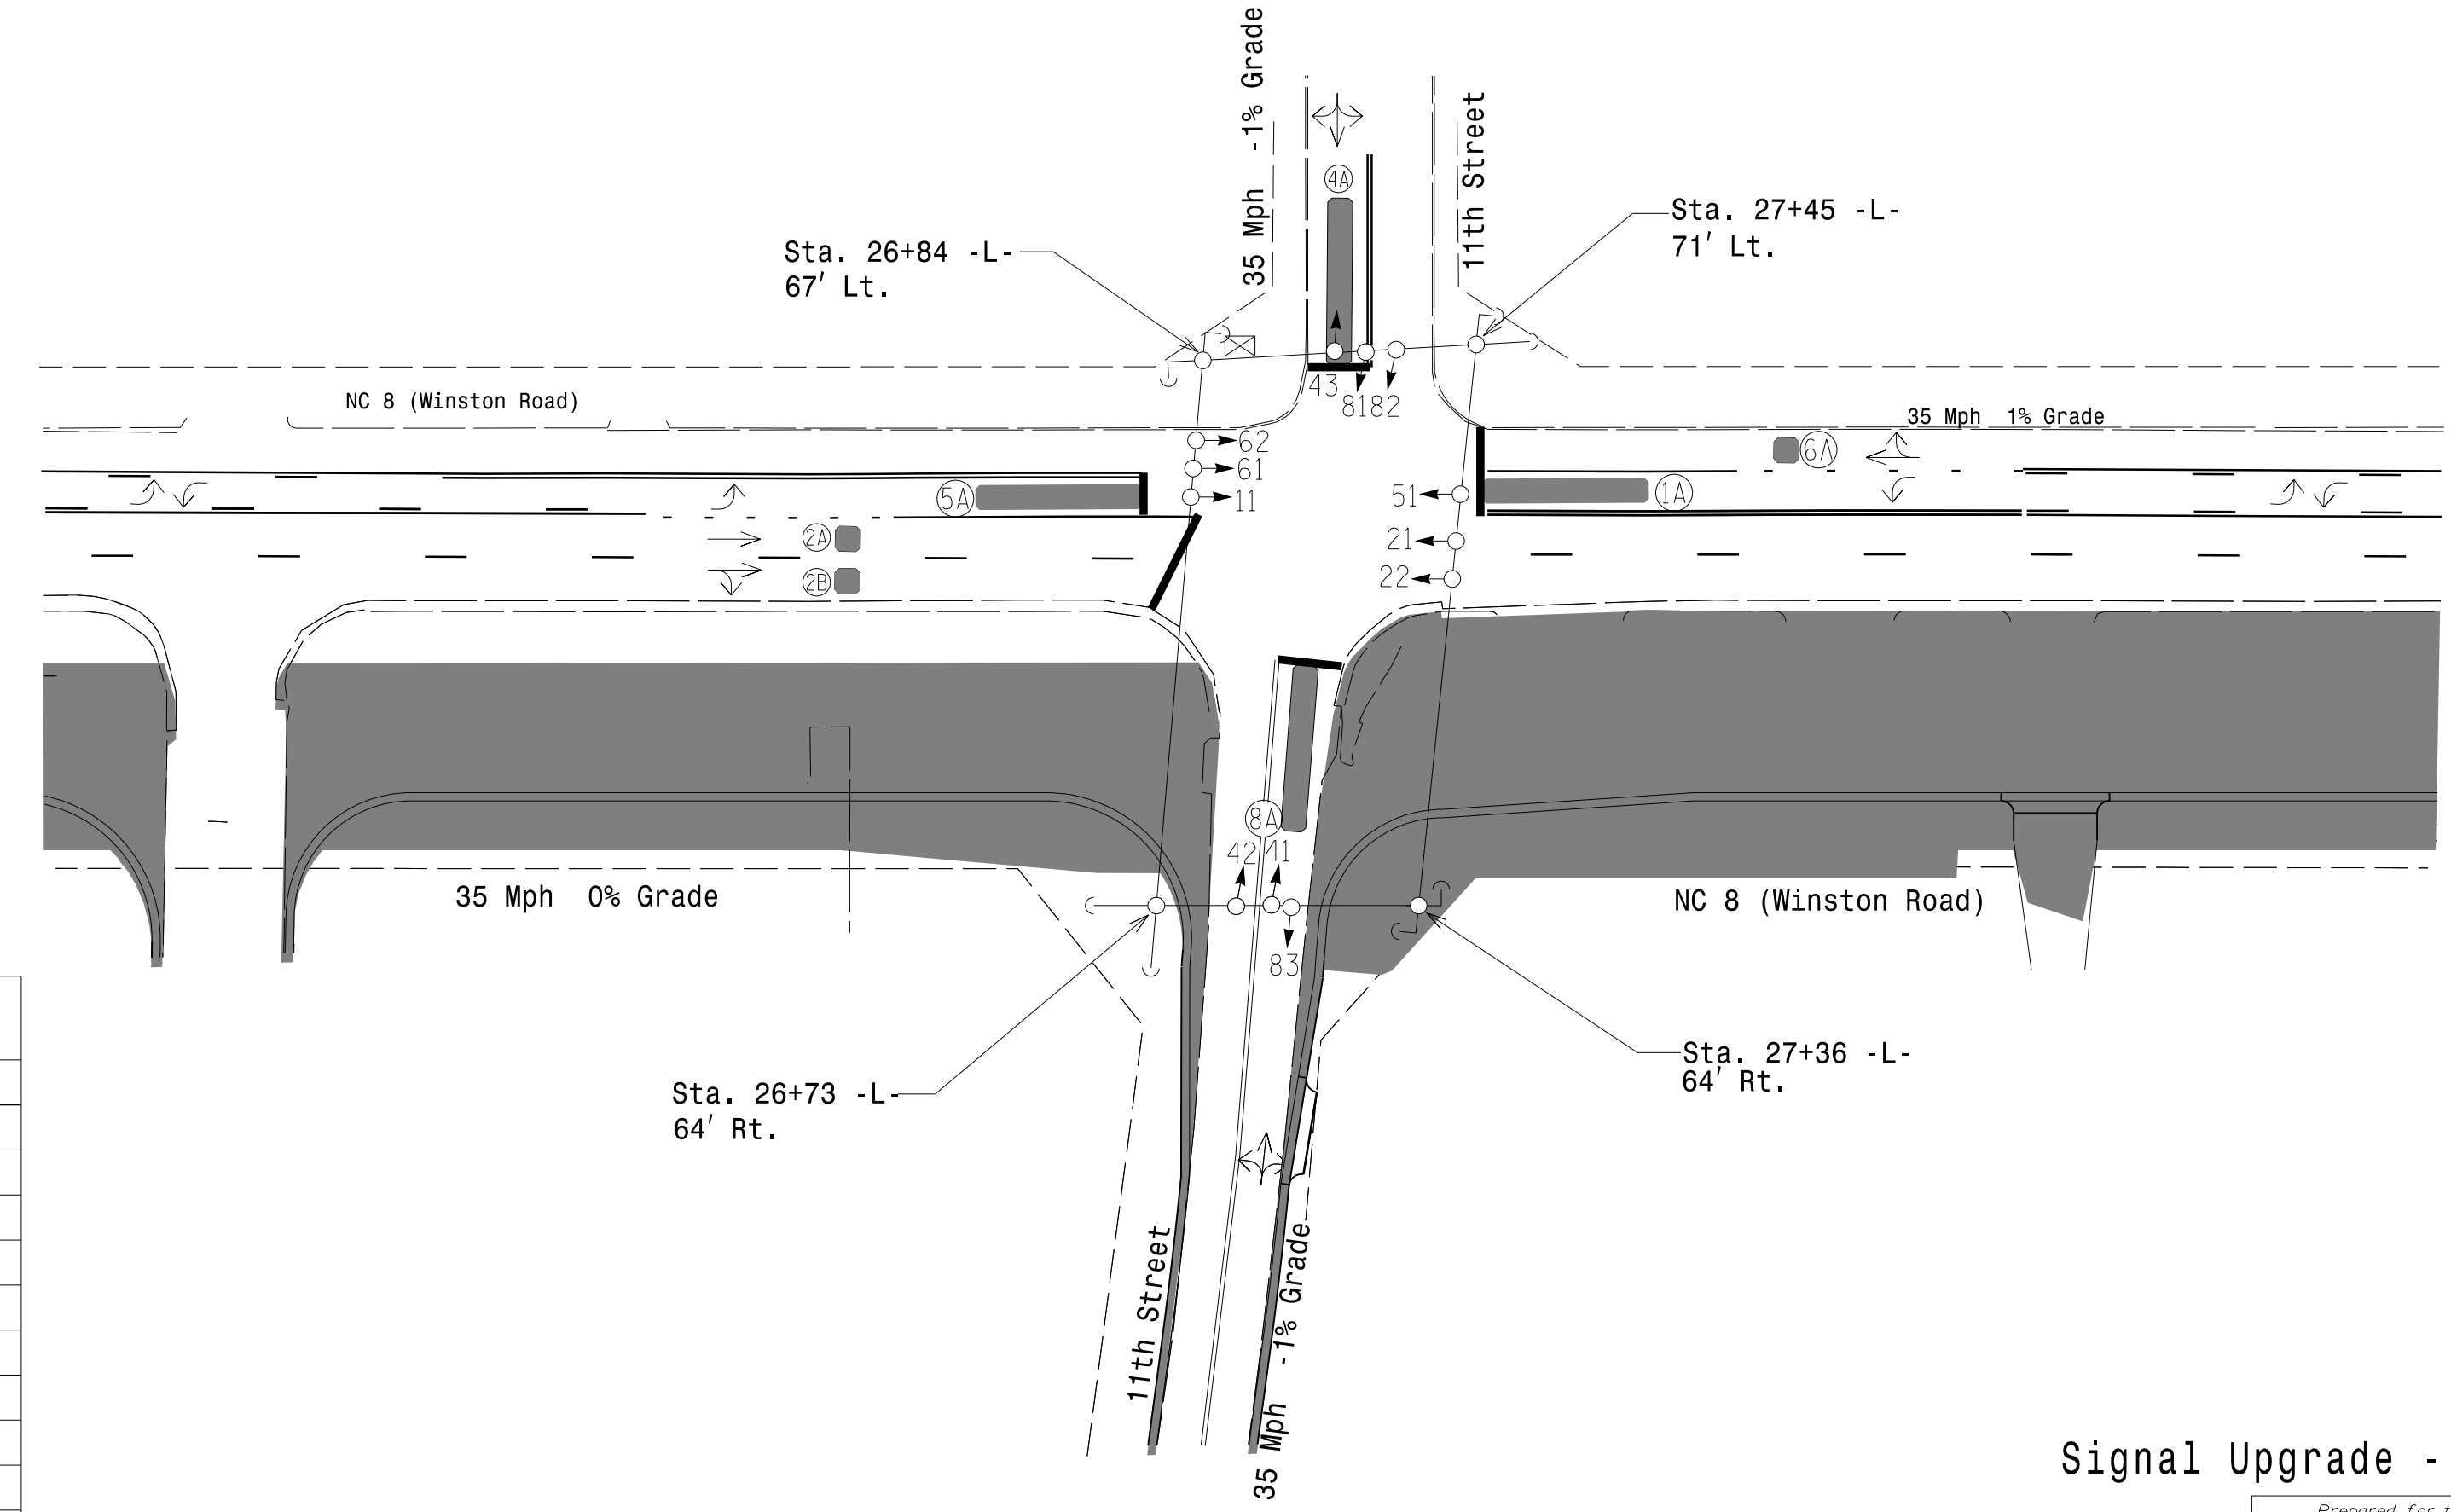 35 Mph  -1% Grade
11th Street
4A
Sta. 27+45 -L-
71' Lt.
Sta. 26+84 -L-
67' Lt.
43
81 82
NC 8 (Winston Road)
35 Mph  1% Grade
62
6A
61
5A
11
51
1A
2A
21
2B
22
8A
42 41
35 Mph  0% Grade
NC 8 (Winston Road)
83
Sta. 27+36 -L-
64' Rt.
Sta. 26+73 -L-
64' Rt.
11th Street
35 Mph  -1% Grade
Signal Upgrade -
Prepared for t